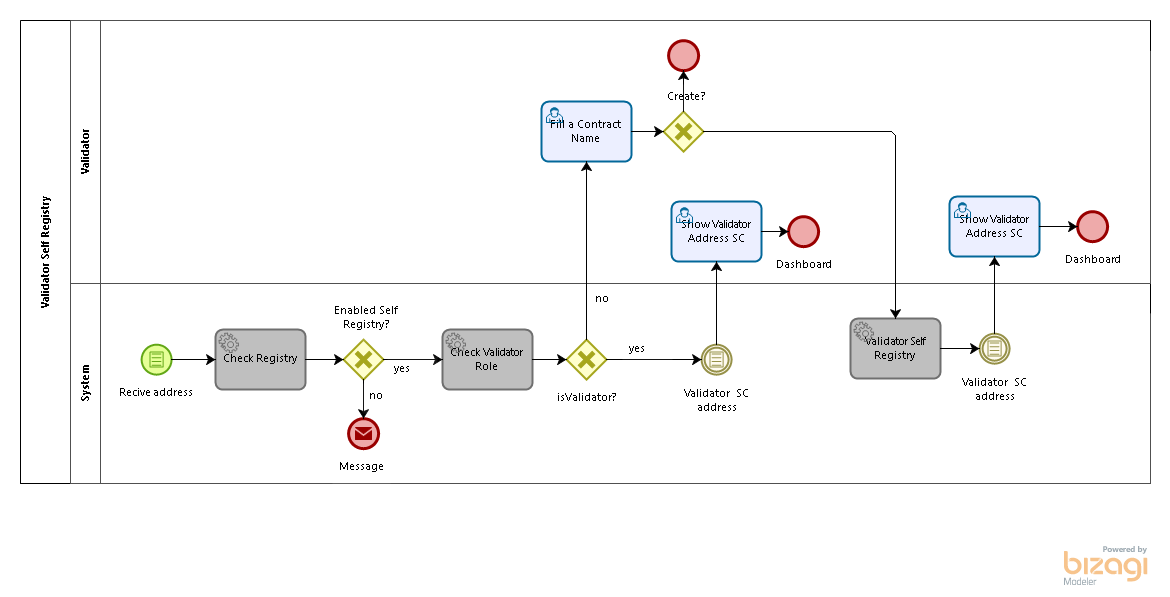 Validator Self Registry
Validator
System
Create?
Fill a Contract
Name
Show Validator
Address SC
Dashboard
Show Validator
Address SC
Dashboard
no
Enabled Self
Registry?
Recive address
Check Registry
yes
no
Message
Check Validator
Role
yes
isValidator?
Validator SC
address
Validator Self
Registry
Validator SC
address
Powered by
bizagi
Modeler